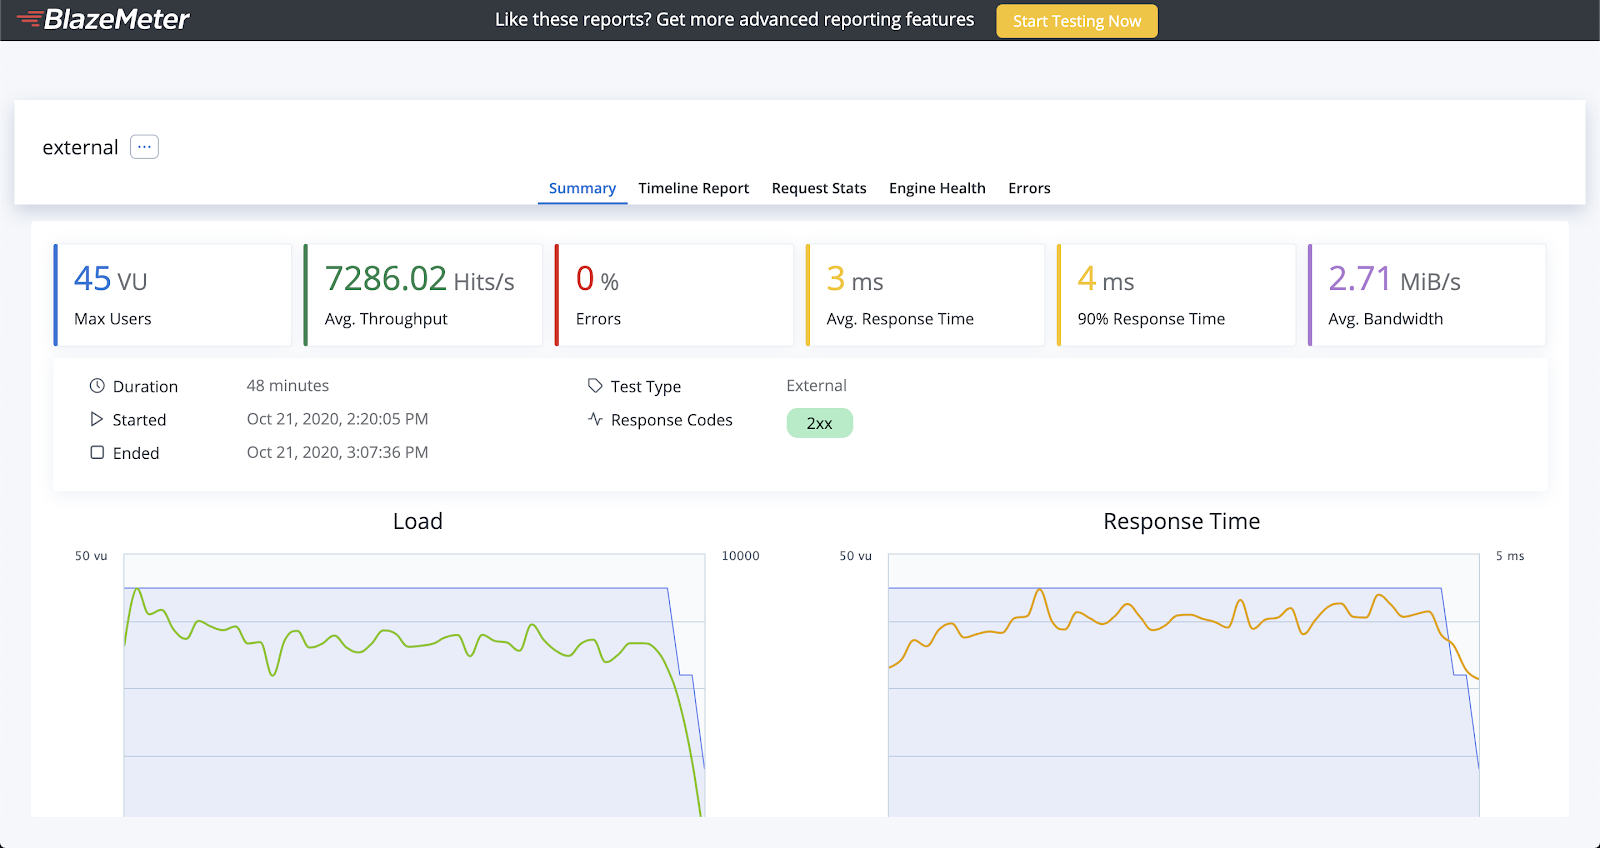 BlazeMeter
Like these reports? Get more advanced reporting features
Start Testing Now
external
Summary
Timeline Report
Request Stats
Engine Health
Errors
45 VU
Max Users
7286.02 Hits/s
Avg. Throughput
0 %
Errors
3 ms
Avg. Response Time
4 ms
90% Response Time
2.71 MiB/s
Avg. Bandwidth
Duration 48 minutes
Started Oct 21, 2020, 2:20:05 PM
Ended Oct 21, 2020, 3:07:36 PM
Test Type External
Response Codes 2xx
Load
50 vu
10000
Response Time
50 vu
5 ms